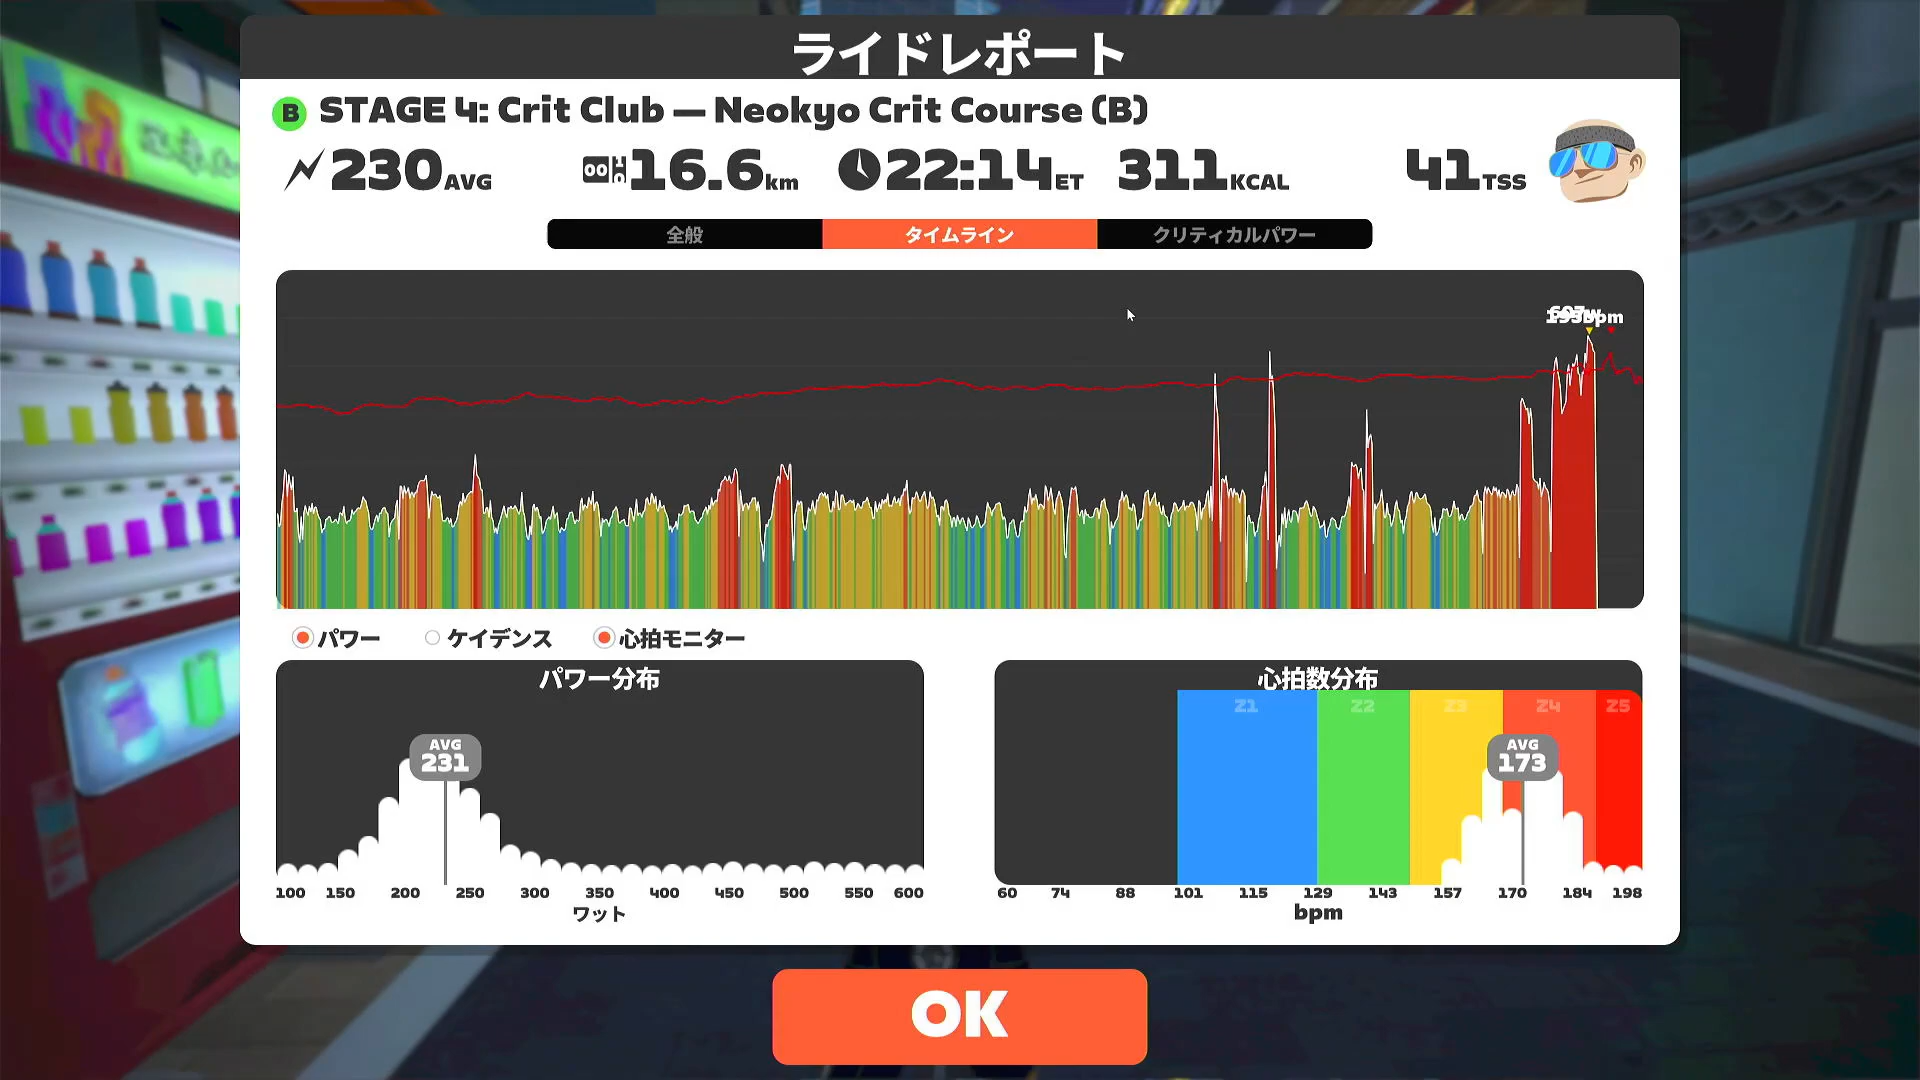 ライドレポート
B STAGE 4: Crit Club — Neokyo Crit Course (B)
230AVG 16.6km 22:14ET 311KCAL 41TSS
全般 タイムライン クリティカルパワー
パワー ケイデンス 心拍モニター
パワー分布
AVG
231
100 150 200 250 300 350 400 450 500 550 600
ワット
心拍数分布
Z1 Z2 Z3 Z4 Z5
AVG
173
60 74 88 101 115 129 143 157 170 184 198
bpm
OK